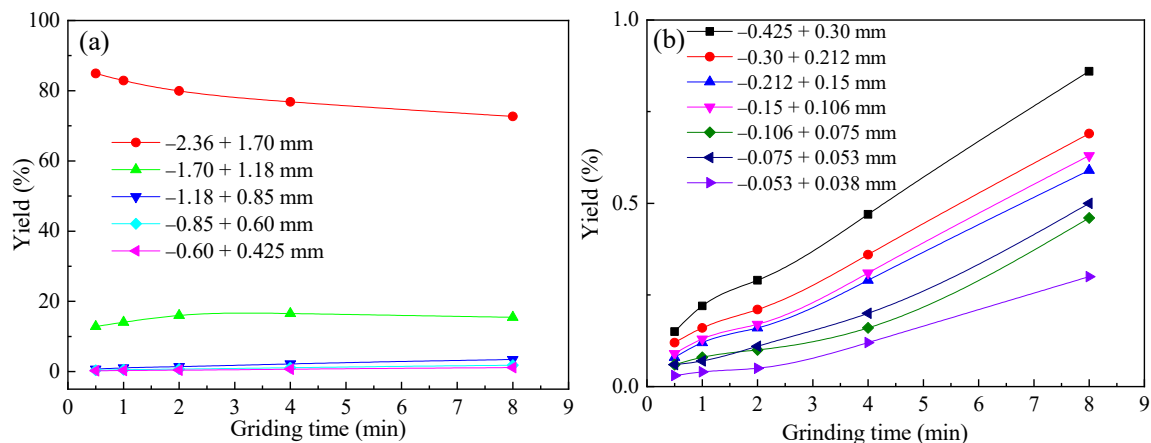 (a)
100
80
60
40
20
0
Yield (%)
–2.36 + 1.70 mm
–1.70 + 1.18 mm
–1.18 + 0.85 mm
–0.85 + 0.60 mm
–0.60 + 0.425 mm
0 1 2 3 4 5 6 7 8 9
Griding time (min)
(b)
1.0
0.5
0.0
Yield (%)
–0.425 + 0.30 mm
–0.30 + 0.212 mm
–0.212 + 0.15 mm
–0.15 + 0.106 mm
–0.106 + 0.075 mm
–0.075 + 0.053 mm
–0.053 + 0.038 mm
0 1 2 3 4 5 6 7 8 9
Grinding time (min)